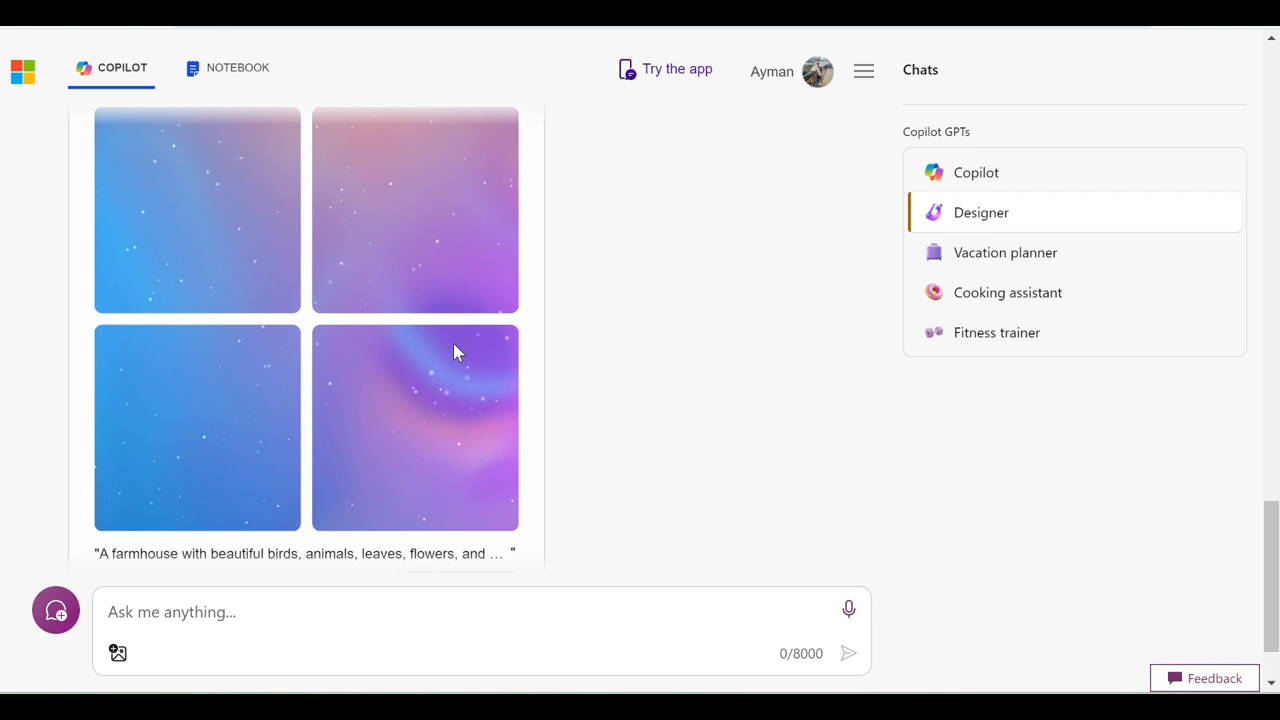 COPILOT
NOTEBOOK
Try the app
Ayman
Chats
Copilot GPTs
Copilot
Designer
Vacation planner
Cooking assistant
Fitness trainer
"A farmhouse with beautiful birds, animals, leaves, flowers, and ... "
Ask me anything...
0/8000
Feedback